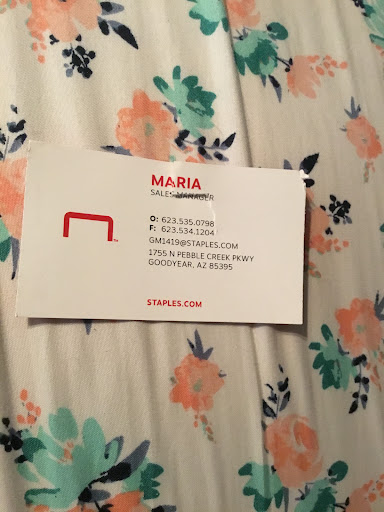 MARIA
SALES MANAGER
O: 623.535.0798
F: 623.534.1204
GM1419@STAPLES.COM
1755 N PEBBLE CREEK PKWY
GOODYEAR, AZ 85395
™
STAPLES.COM